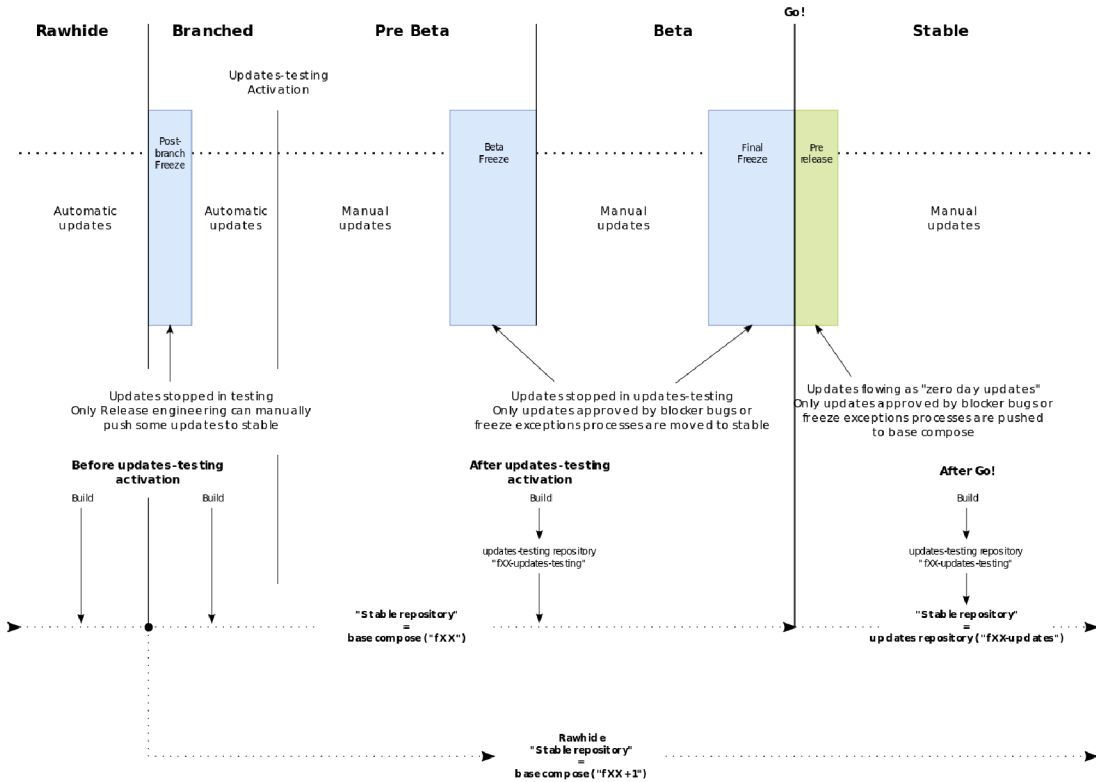 Go!
Rawhide
Branched
Pre Beta
Beta
Stable
Updates-testing
Activation
Post-
branch
Freeze
Beta
Freeze
Final
Freeze
Pre
release
Automatic
updates
Automatic
updates
Manual
updates
Manual
updates
Manual
updates
Updates stopped in testing
Only Release engineering can manually
push some updates to stable
Updates stopped in updates-testing
Only updates approved by blocker bugs or
freeze exceptions processes are moved to stable
Updates flowing as "zero day updates"
Only updates approved by blocker bugs or
freeze exceptions processes are pushed
to base compose
Before updates-testing
activation
Build
Build
After updates-testing
activation
Build
updates-testing repository
"fXX-updates-testing"
After Go!
Build
updates-testing repository
"fXX-updates-testing"
"Stable repository"
=
base compose ("fXX")
"Stable repository"
=
updates repository ("fXX-updates")
Rawhide
"Stable repository"
=
base compose ("fXX+1")